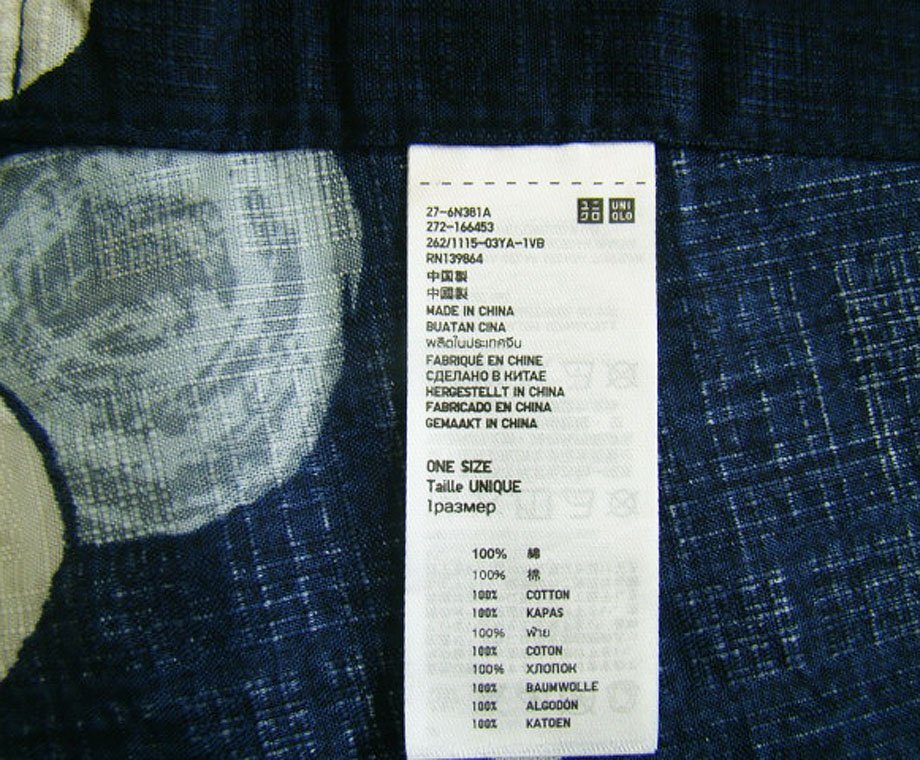 27-6N381A
272-166453
262/1115-03YA-1VB
RN139864
ユニクロ
UNIQLO
中国製
中國製
MADE IN CHINA
BUATAN CINA
ผลิตในประเทศจีน
FABRIQUÉ EN CHINE
СДЕЛАНО В КИТАЕ
HERGESTELLT IN CHINA
FABRICADO EN CHINA
GEMAAKT IN CHINA
ONE SIZE
Taille UNIQUE
1размер
100% 綿
100% 棉
100% COTTON
100% KAPAS
100% ฝ้าย
100% COTON
100% ХЛОПОК
100% BAUMWOLLE
100% ALGODÓN
100% KATOEN